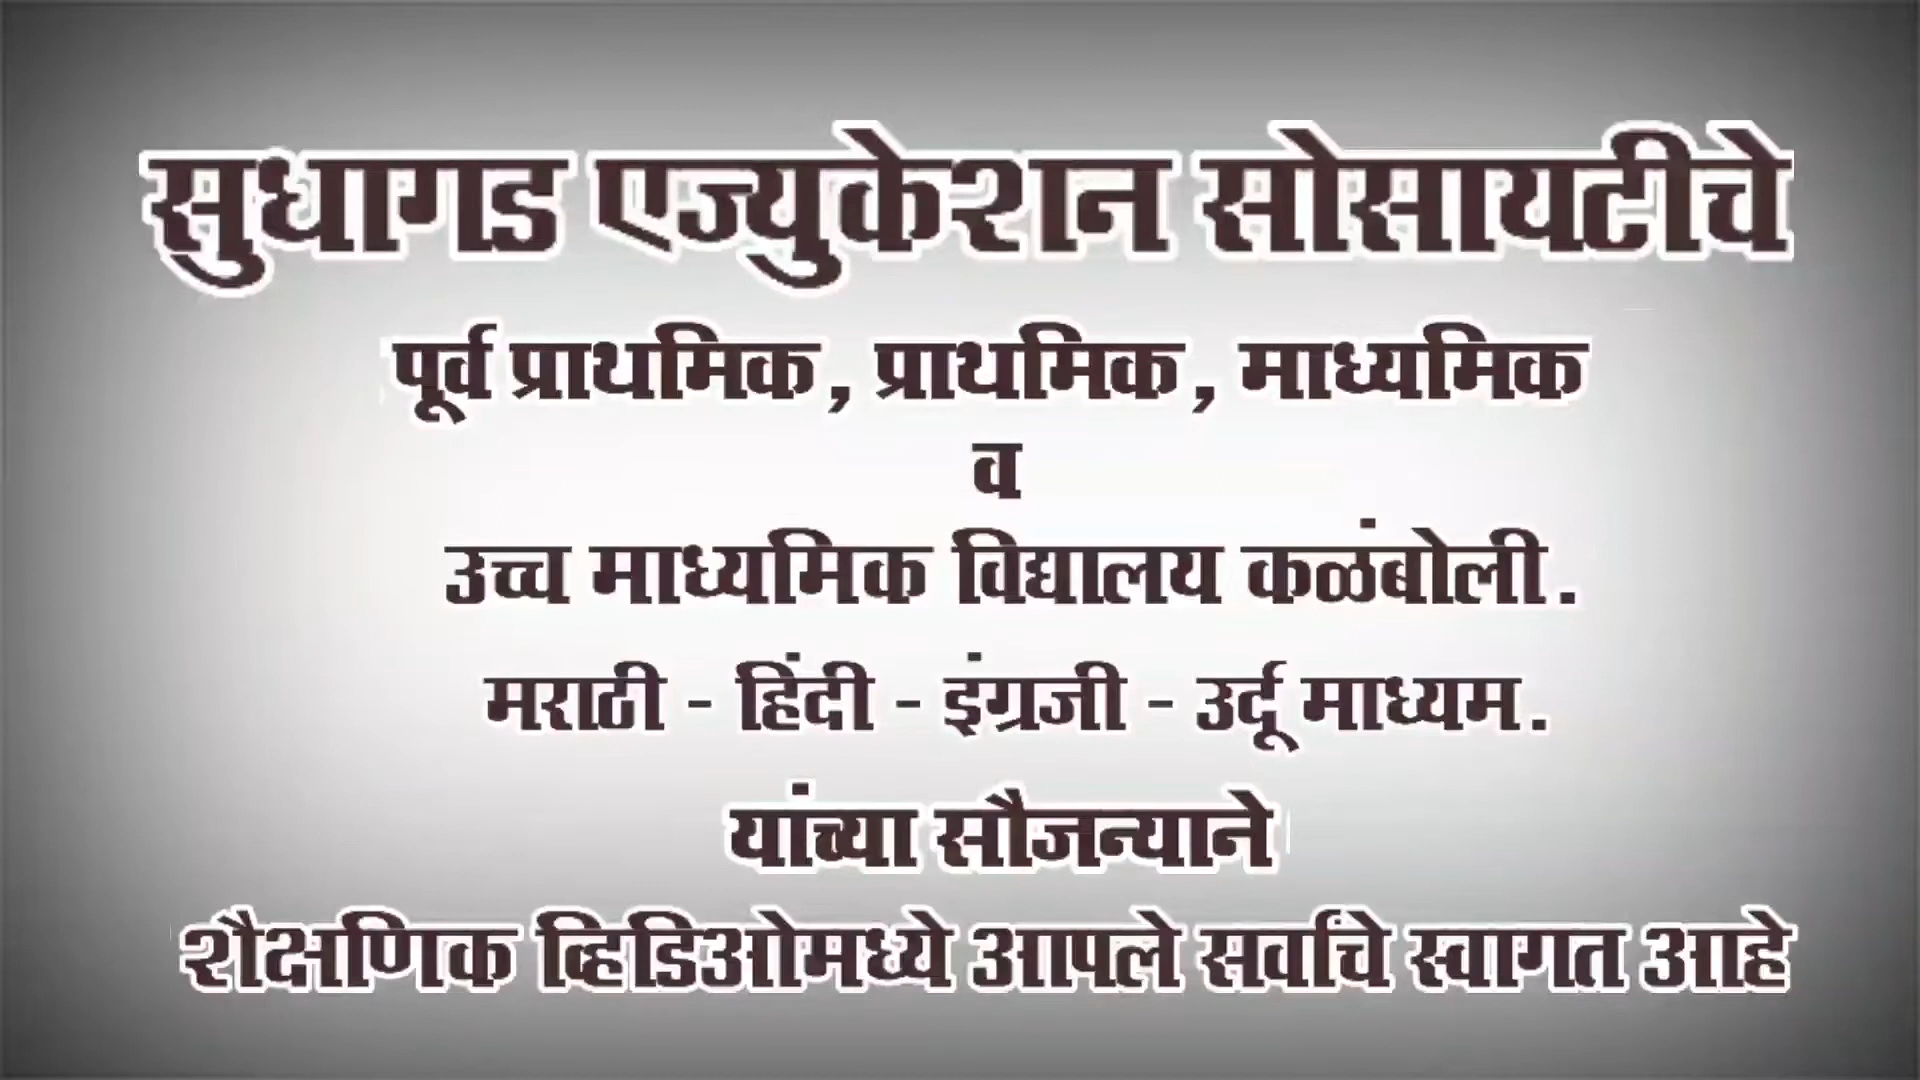 सुधागड एज्युकेशन सोसायटीचे
पूर्व प्राथमिक, प्राथमिक, माध्यमिक
व
उच्च माध्यमिक विद्यालय कळंबोली.
मराठी - हिंदी - इंग्रजी - उर्दू माध्यम.
यांच्या सौजन्याने
शैक्षणिक व्हिडिओमध्ये आपले सर्वांचे स्वागत आहे